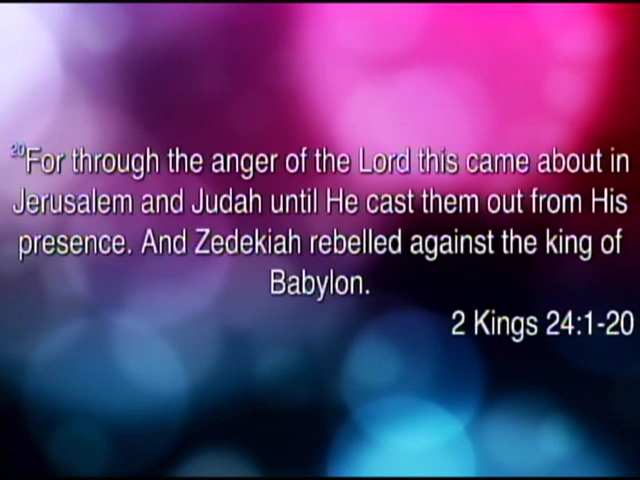 20For through the anger of the Lord this came about in
Jerusalem and Judah until He cast them out from His
presence. And Zedekiah rebelled against the king of
Babylon.
2 Kings 24:1-20